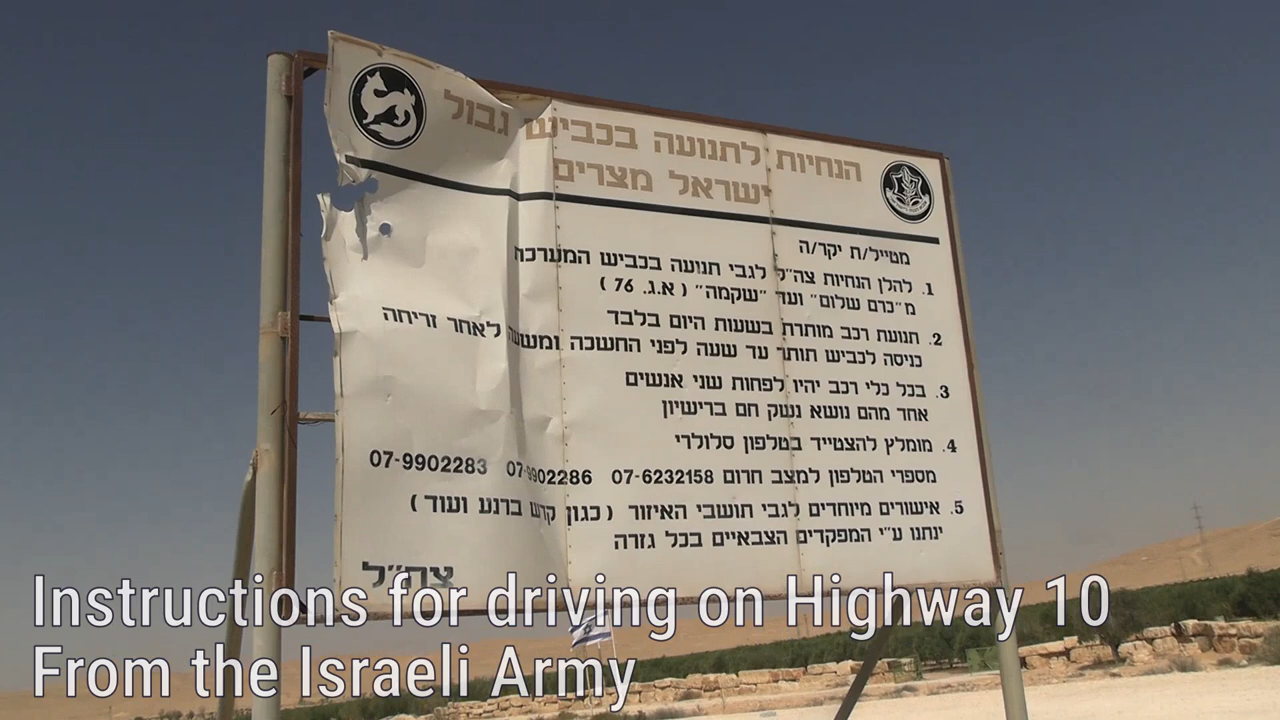 הנחיות לתנועה בכביש גבול
ישראל מצרים
מטייל/ת יקר/ה
1. להלן הנחיות צה"ל לגבי תנועה בכביש המערכת
מ"כרם שלום" ועד "שקמה" ( א.ג. 76 )
2. תנועת רכב מותרת בשעות היום בלבד
כניסה לכביש תותר עד שעה לפני החשכה ומשעה לאחר זריחה
3. בכל כלי רכב יהיו לפחות שני אנשים
אחד מהם נושא נשק חם ברישיון
4. מומלץ להצטייד בטלפון סלולרי
מספרי הטלפון למצב חרום 07-6232158 07-9902286 07-9902283
5. אישורים מיוחדים לגבי תושבי האיזור ( כגון קדש ברנע ועוד )
ינתנו ע"י המפקדים הצבאיים בכל גזרה
צה"ל
Instructions for driving on Highway 10
From the Israeli Army